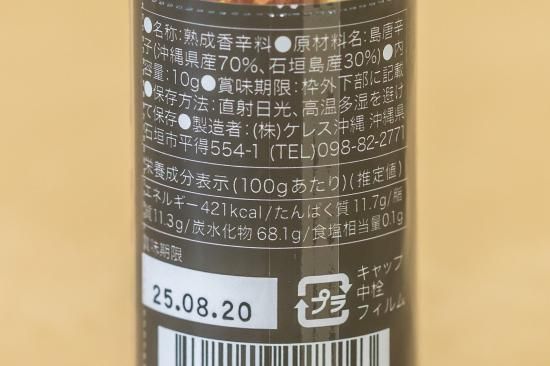 ●名称：熟成香辛料●原材料名：島唐辛
子(沖縄県産70%、石垣島産30%)●内
容量：10g●賞味期限：枠外下部に記載
●保存方法：直射日光、高温多湿を避け
て保存●製造者：(株)ケレス沖縄 沖縄県
石垣市平得554-1 (TEL)098-82-2771
栄養成分表示(100gあたり)(推定値)
エネルギー421kcal/たんぱく質11.7g/脂
質11.3g/炭水化物68.1g/食塩相当量0.1g
賞味期限
25.08.20
プラ
キャップ
中栓
フィルム